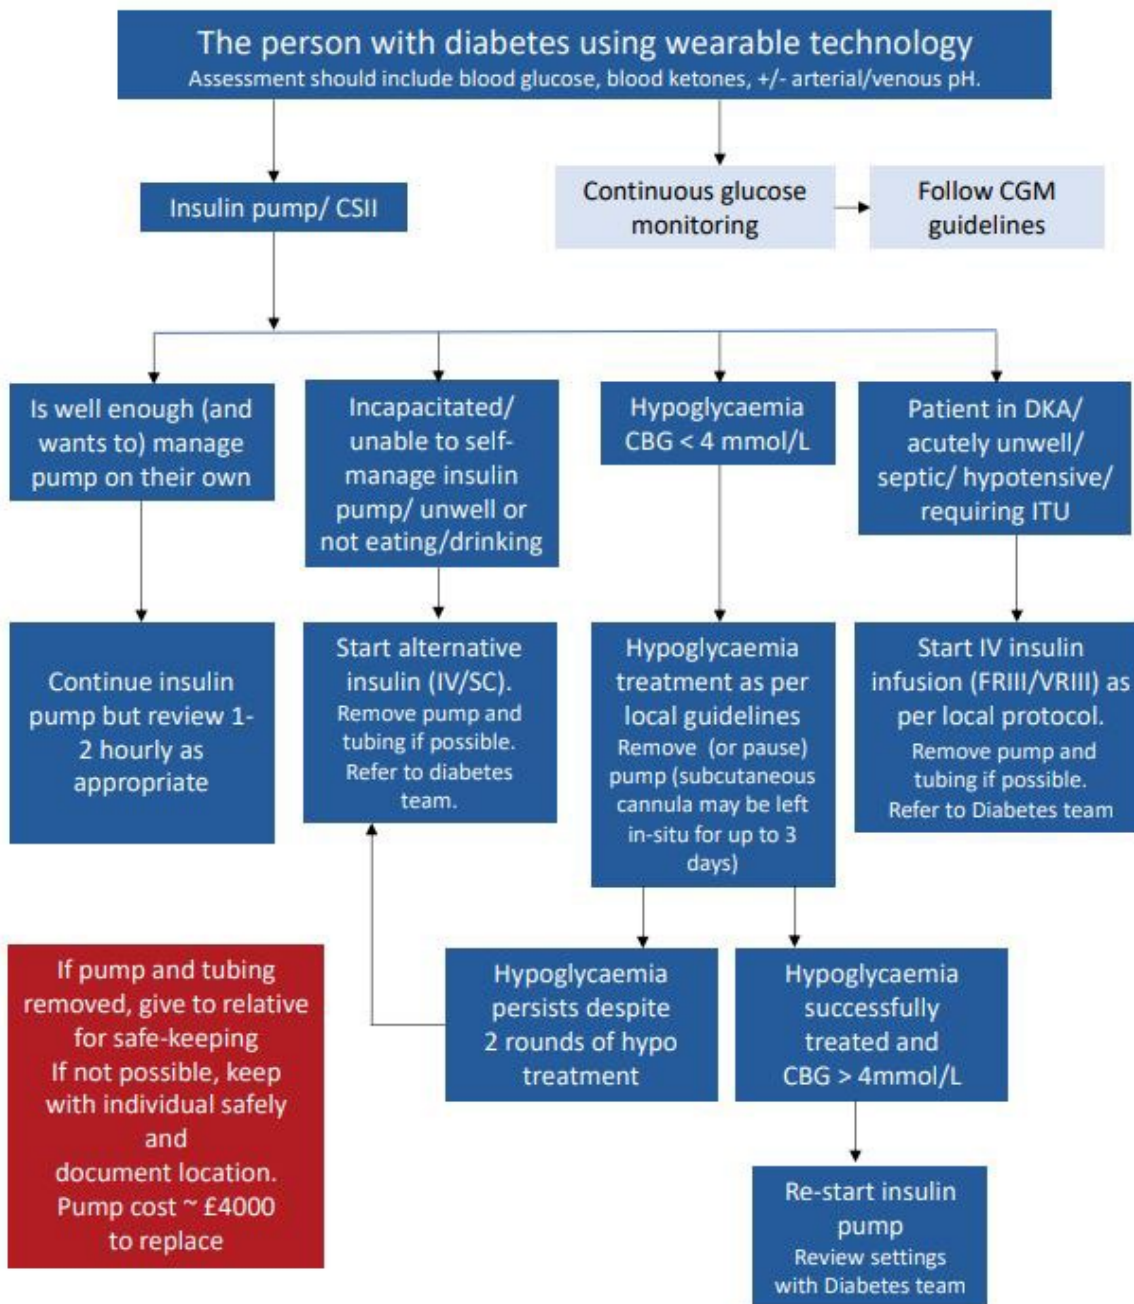 The person with diabetes using wearable technology
Assessment should include blood glucose, blood ketones, +/- arterial/venous pH.
Insulin pump/ CSII
Continuous glucose
monitoring
Follow CGM
guidelines
Is well enough (and
wants to) manage
pump on their own
Incapacitated/
unable to self-
manage insulin
pump/ unwell or
not eating/drinking
Hypoglycaemia
CBG < 4 mmol/L
Patient in DKA/
acutely unwell/
septic/ hypotensive/
requiring ITU
Continue insulin
pump but review 1-
2 hourly as
appropriate
Start alternative
insulin (IV/SC).
Remove pump and
tubing if possible.
Refer to diabetes
team.
Hypoglycaemia
treatment as per
local guidelines
Remove (or pause)
pump (subcutaneous
cannula may be left
in-situ for up to 3
days)
Start IV insulin
infusion (FRIII/VRIII) as
per local protocol.
Remove pump and
tubing if possible.
Refer to Diabetes team
If pump and tubing
removed, give to relative
for safe-keeping
If not possible, keep
with individual safely
and
document location.
Pump cost ~ £4000
to replace
Hypoglycaemia
persists despite
2 rounds of hypo
treatment
Hypoglycaemia
successfully
treated and
CBG > 4mmol/L
Re-start insulin
pump
Review settings
with Diabetes team